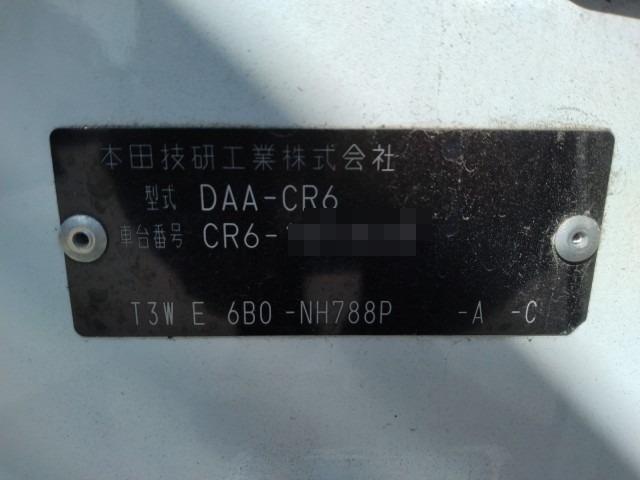 本田技研工業株式会社
型式 DAA-CR6
車台番号 CR6-
T3W E 6B0 -NH788P -A -C